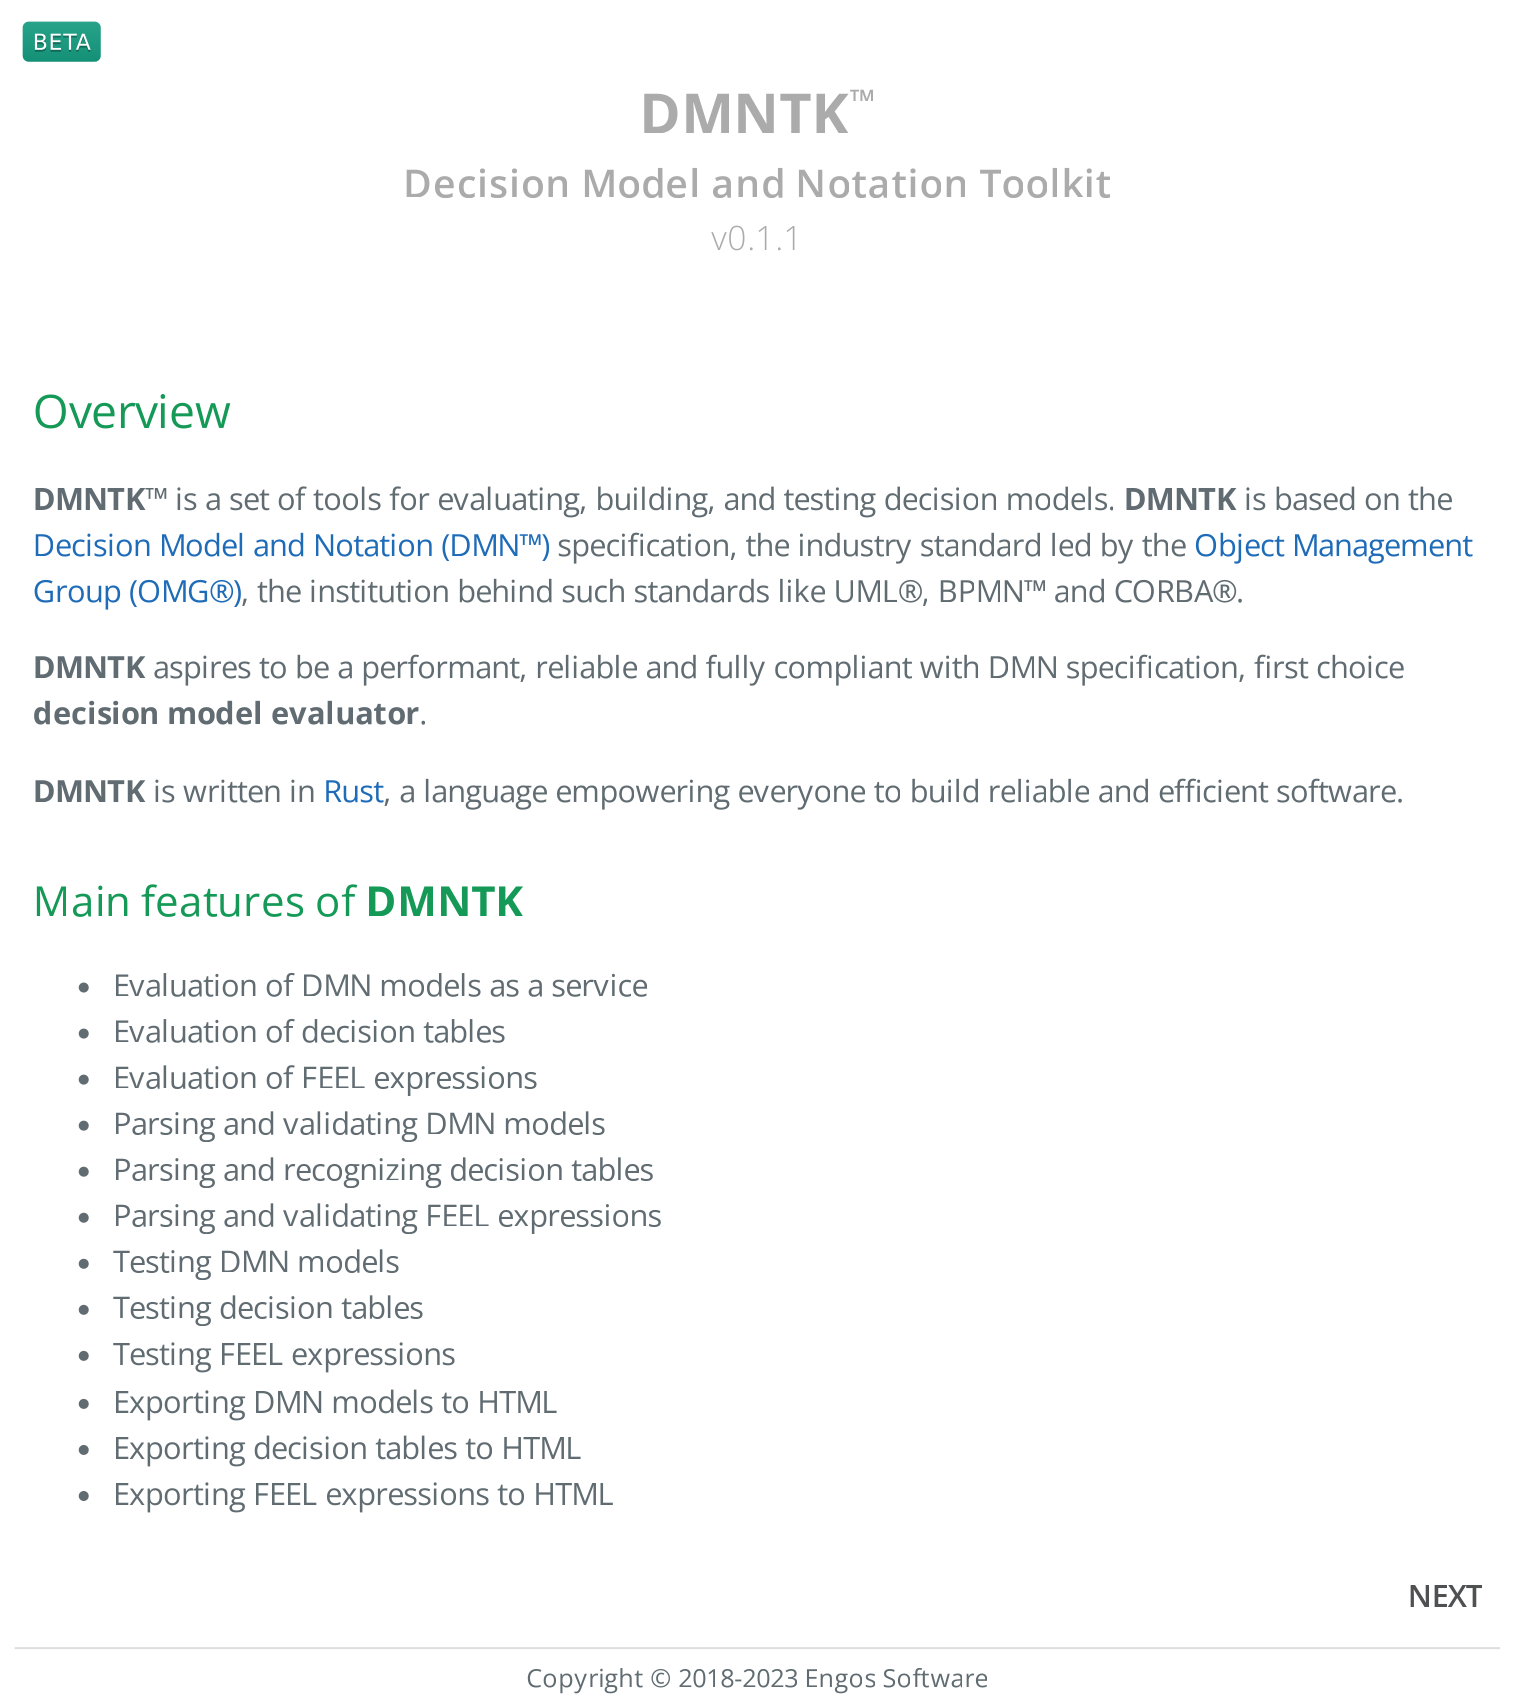 BETA
DMNTK™
Decision Model and Notation Toolkit
v0.1.1
Overview
DMNTK™ is a set of tools for evaluating, building, and testing decision models. DMNTK is based on the
Decision Model and Notation (DMN™) specification, the industry standard led by the Object Management
Group (OMG®), the institution behind such standards like UML®, BPMN™ and CORBA®.
DMNTK aspires to be a performant, reliable and fully compliant with DMN specification, first choice
decision model evaluator.
DMNTK is written in Rust, a language empowering everyone to build reliable and efficient software.
Main features of DMNTK
• Evaluation of DMN models as a service
• Evaluation of decision tables
• Evaluation of FEEL expressions
• Parsing and validating DMN models
• Parsing and recognizing decision tables
• Parsing and validating FEEL expressions
• Testing DMN models
• Testing decision tables
• Testing FEEL expressions
• Exporting DMN models to HTML
• Exporting decision tables to HTML
• Exporting FEEL expressions to HTML
NEXT
Copyright © 2018-2023 Engos Software